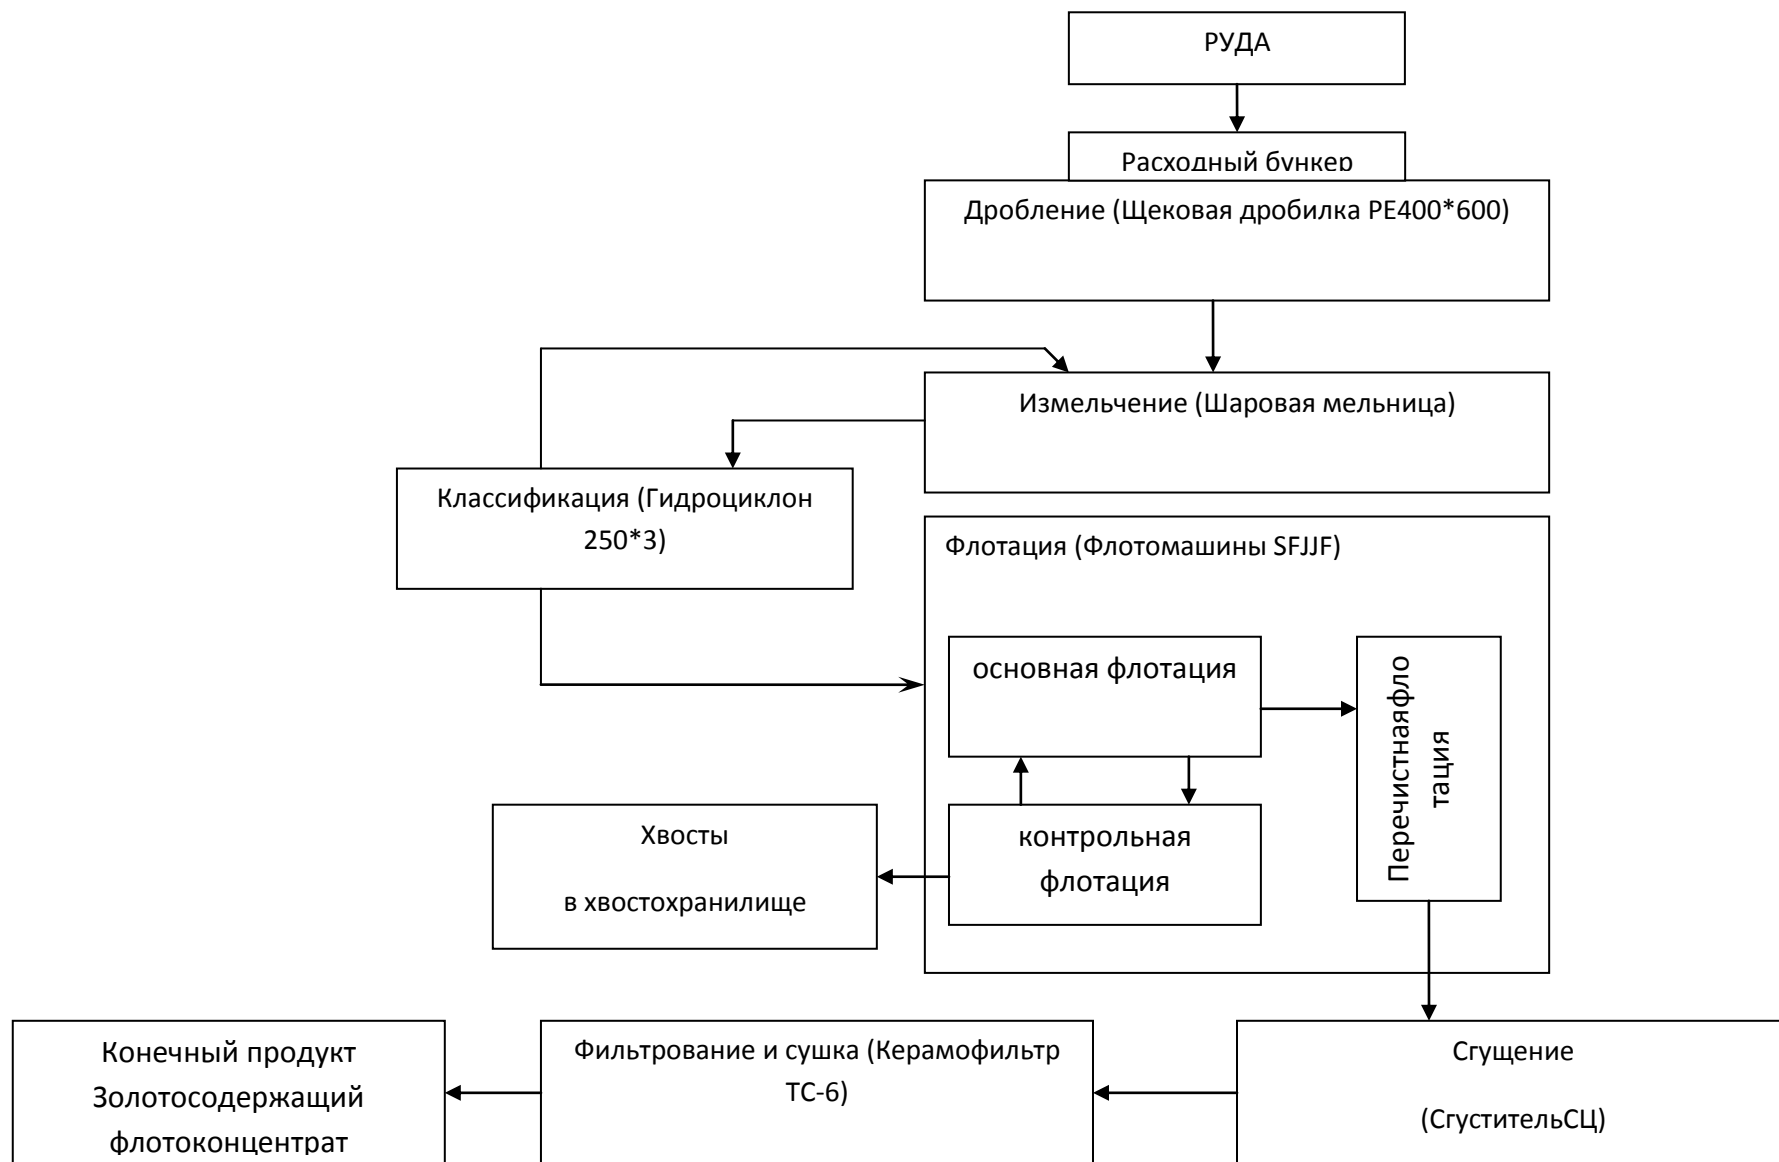 РУДА
Расходный бункер
Дробление (Щековая дробилка PE400*600)
Измельчение (Шаровая мельница)
Классификация (Гидроциклон
250*3)
Флотация (Флотомашины SFJJF)
основная флотация
Перечистнаяфло
тация
контрольная
флотация
Хвосты
в хвостохранилище
Конечный продукт
Золотосодержащий
флотоконцентрат
Фильтрование и сушка (Керамофильтр
ТС-6)
Сгущение
(СгустительСЦ)